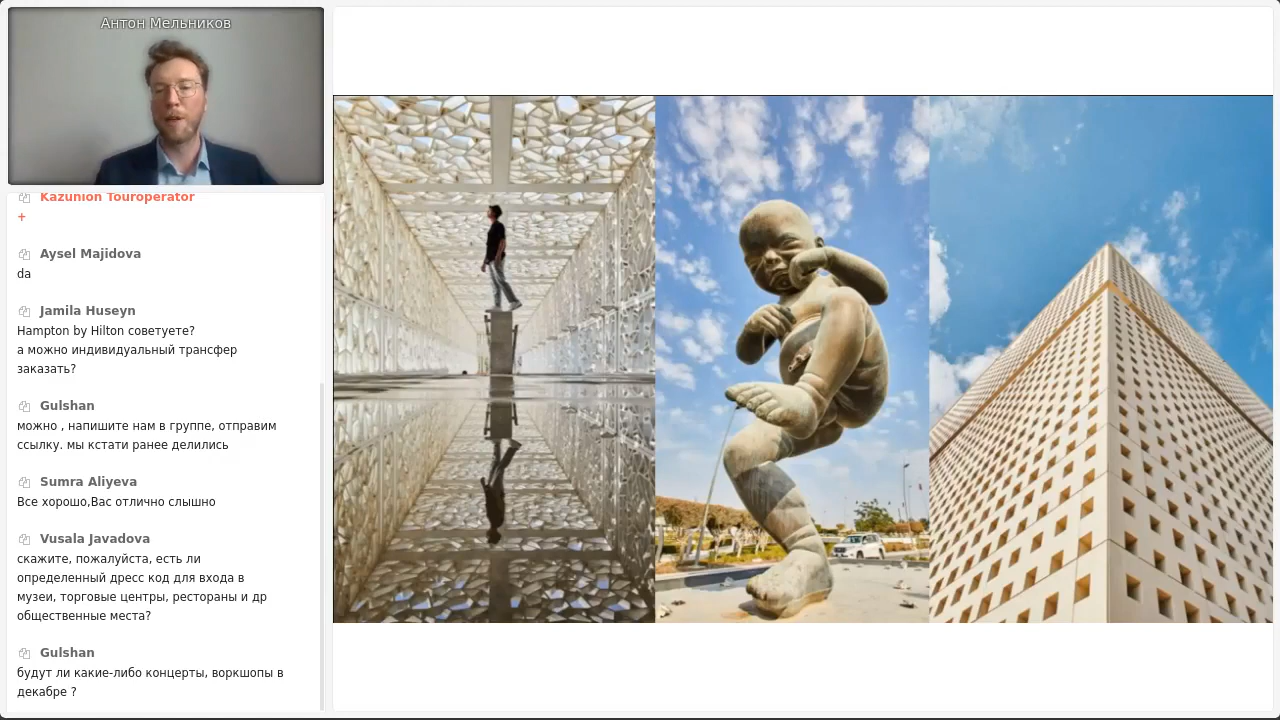 Антон Мельников
Kazunion Touroperator
+
Aysel Majidova
da
Jamila Huseyn
Hampton by Hilton советуете?
а можно индивидуальный трансфер
заказать?
Gulshan
можно , напишите нам в группе, отправим
ссылку. мы кстати ранее делились
Sumra Aliyeva
Все хорошо,Вас отлично слышно
Vusala Javadova
скажите, пожалуйста, есть ли
определенный дресс код для входа в
музеи, торговые центры, рестораны и др
общественные места?
Gulshan
будут ли какие-либо концерты, воркшопы в
декабре ?